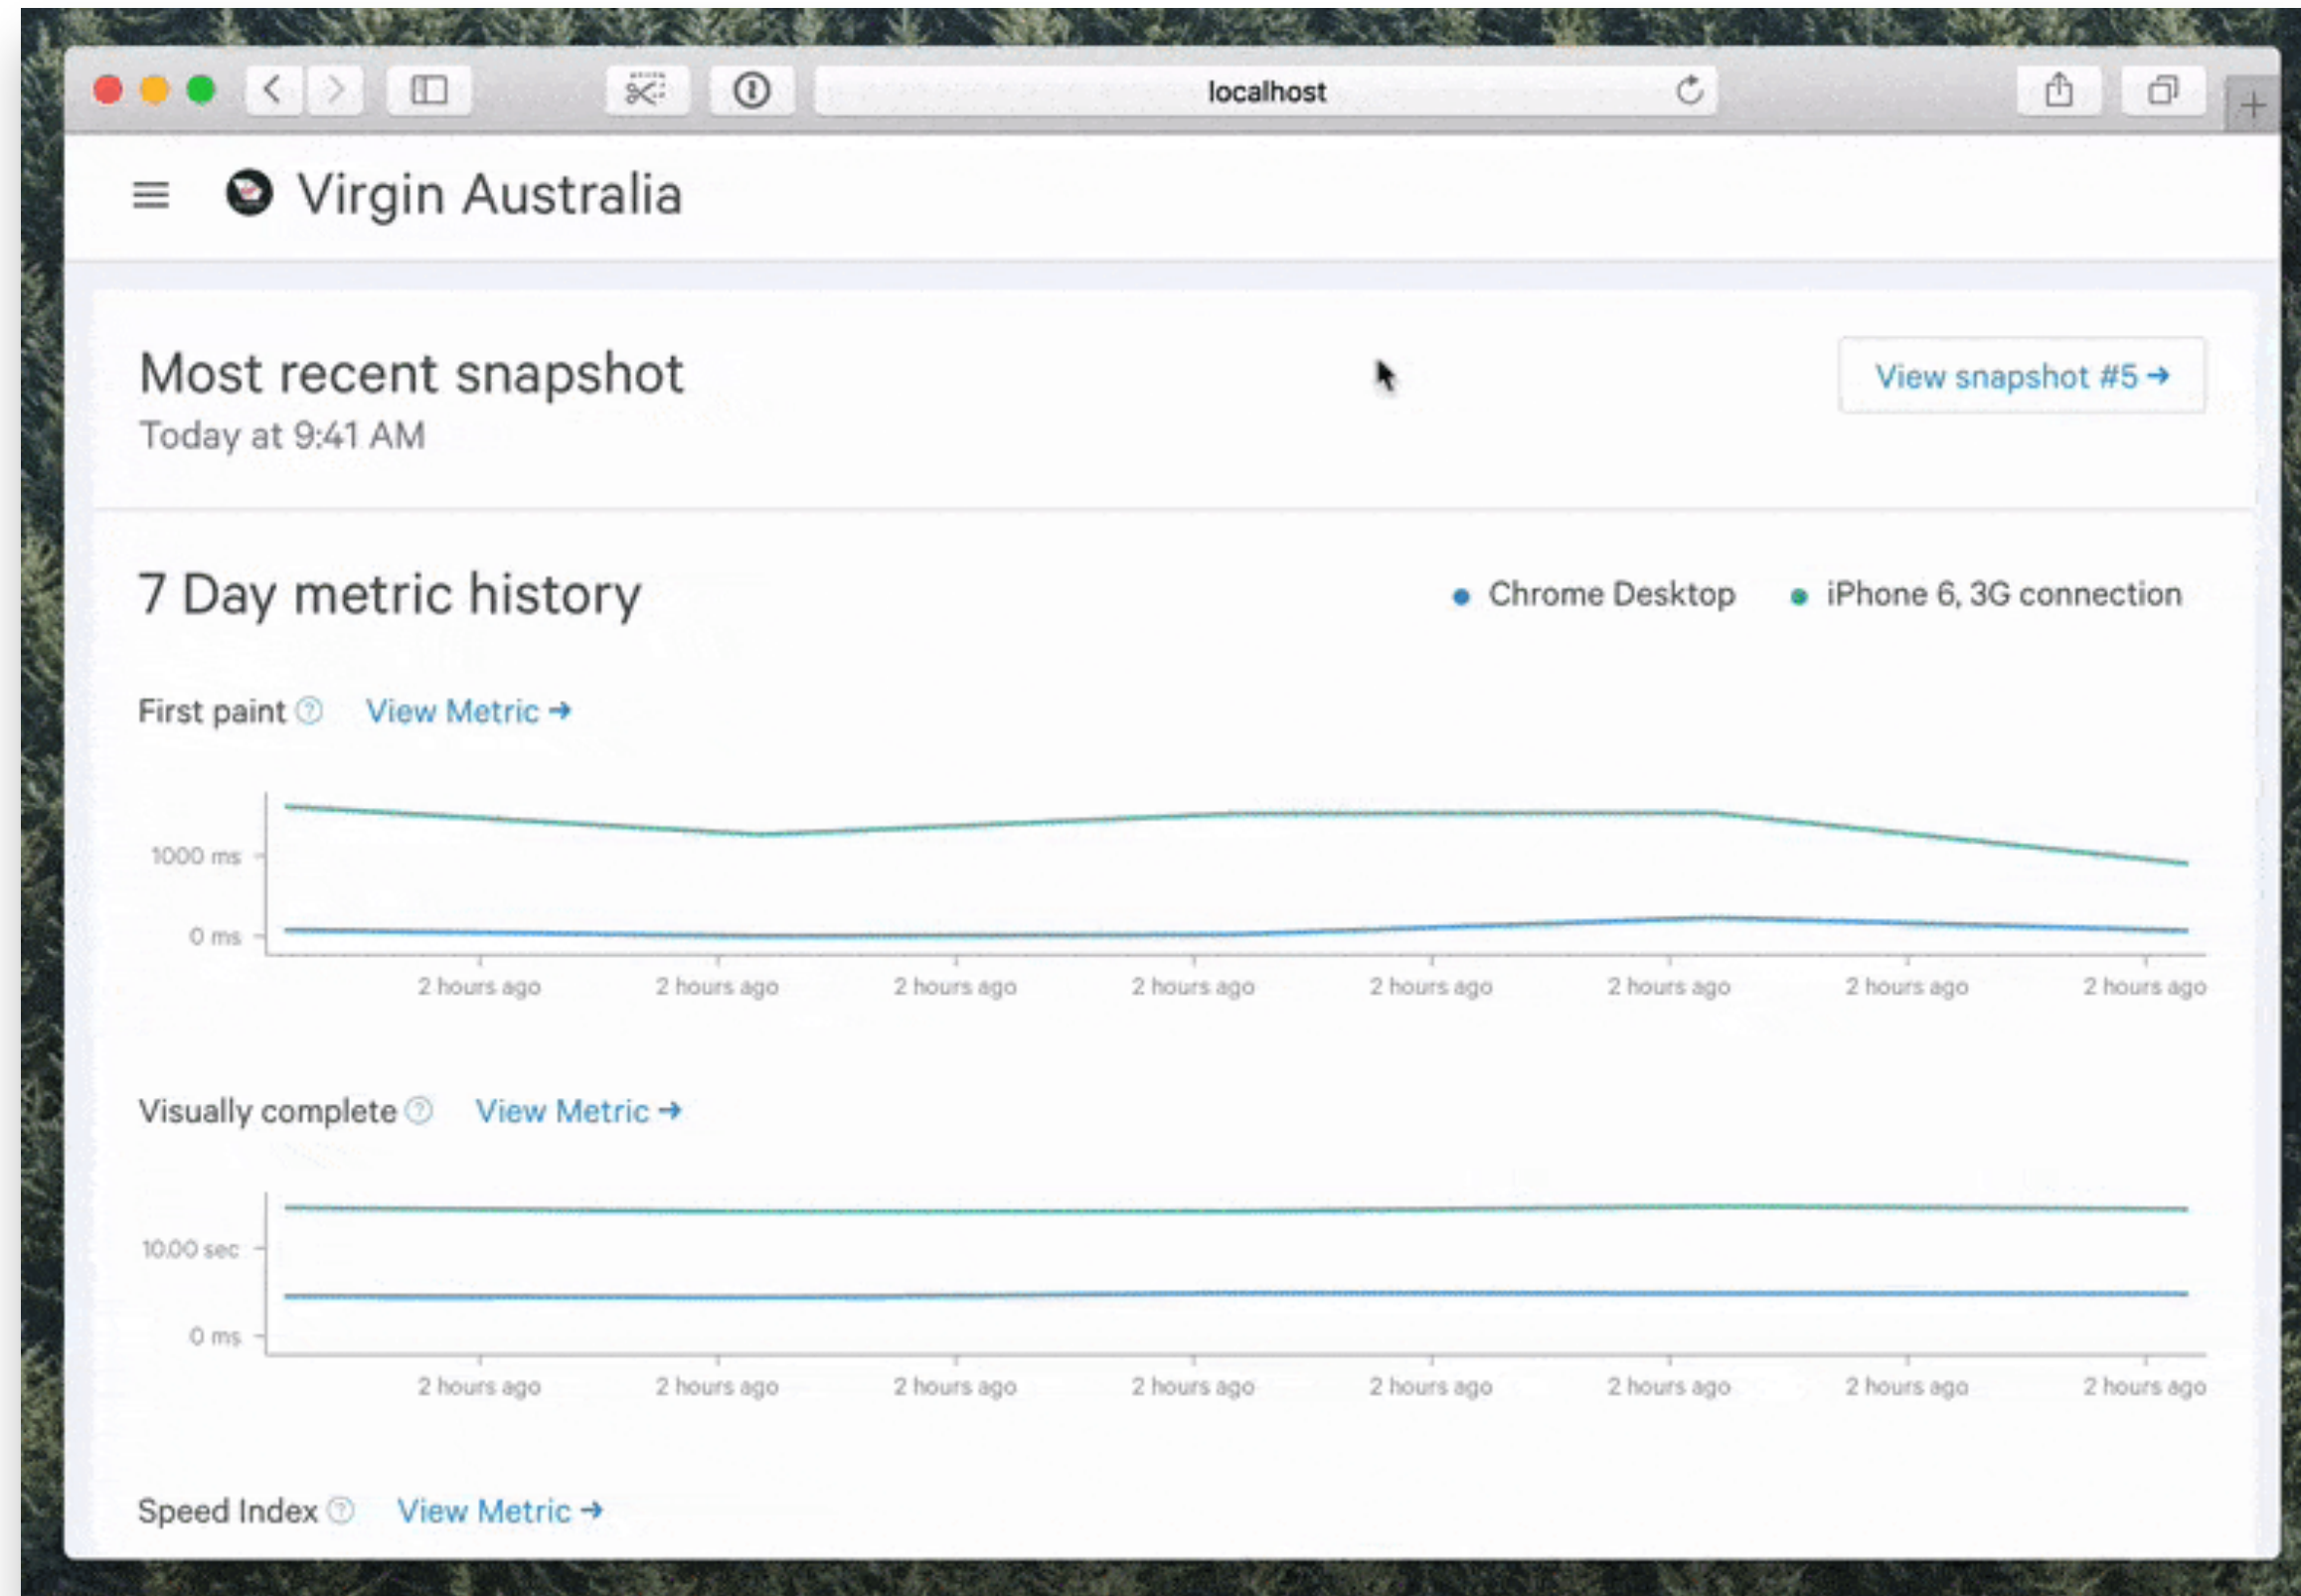 localhost
Virgin Australia
Most recent snapshot
View snapshot #5 →
Today at 9:41 AM
7 Day metric history
Chrome Desktop
iPhone 6, 3G connection
First paint ? View Metric →
1000 ms
0 ms
2 hours ago 2 hours ago 2 hours ago 2 hours ago 2 hours ago 2 hours ago 2 hours ago 2 hours ago
Visually complete ? View Metric →
10.00 sec
0 ms
2 hours ago 2 hours ago 2 hours ago 2 hours ago 2 hours ago 2 hours ago 2 hours ago 2 hours ago
Speed Index ? View Metric →